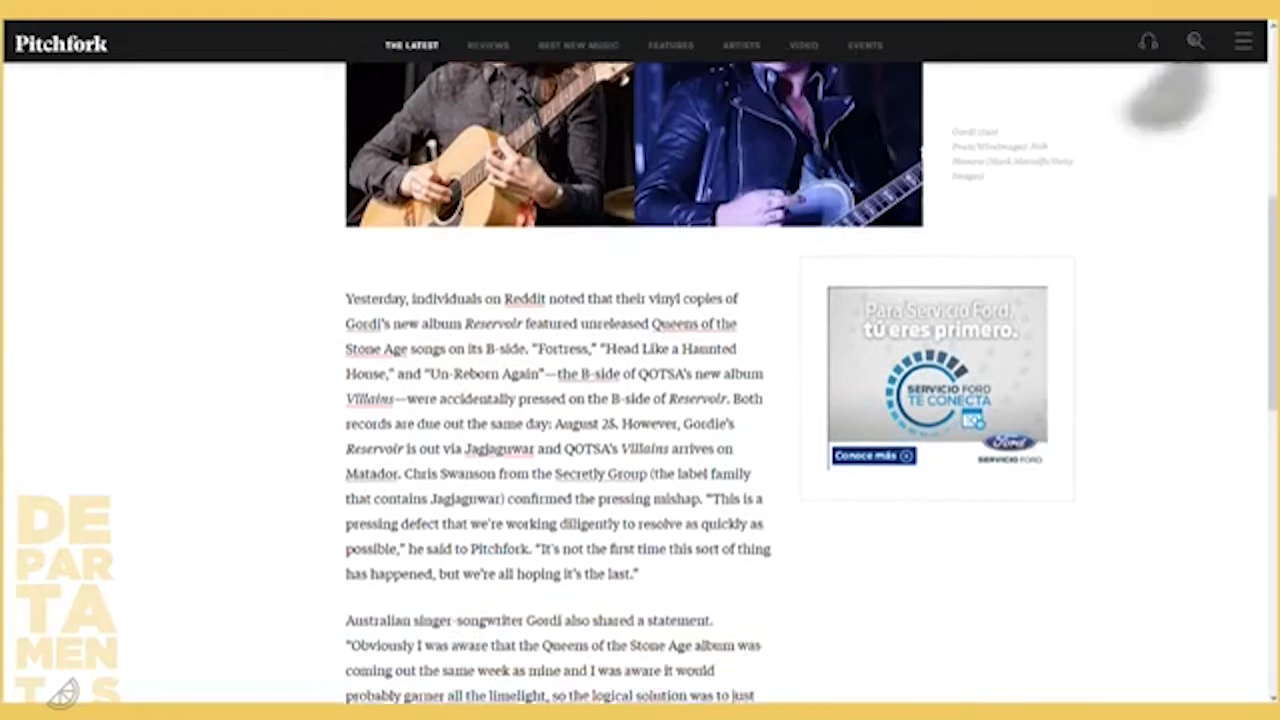 Pitchfork
THE LATEST REVIEWS BEST NEW MUSIC FEATURES ARTISTS VIDEO EVENTS
Gordi (Juri
Images)
Yesterday, individuals on Reddit noted that their vinyl copies of
Gordi's new album Reservoir featured unreleased Queens of the
Stone Age songs on its B-side. "Fortress," "Head Like a Haunted
House," and "Un-Reborn Again"—the B-side of QOTSA's new album
Villains—were accidentally pressed on the B-side of Reservoir. Both
records are due out the same day: August 25. However, Gordie's
Reservoir is out via Jagjaguwar and QOTSA's Villains arrives on
Matador. Chris Swanson from the Secretly Group (the label family
that contains Jagjaguwar) confirmed the pressing mishap. "This is a
pressing defect that we're working diligently to resolve as quickly as
possible," he said to Pitchfork. "It's not the first time this sort of thing
has happened, but we're all hoping it's the last."
Australian singer-songwriter Gordi also shared a statement.
"Obviously I was aware that the Queens of the Stone Age album was
coming out the same week as mine and I was aware it would
probably garner all the limelight, so the logical solution was to just
Para Servicio Ford,
tú eres primero.
SERVICIO FORD
TE CONECTA
Ford
Conoce más
SERVICIO FORD
DE
PAR
TA
MEN
T S